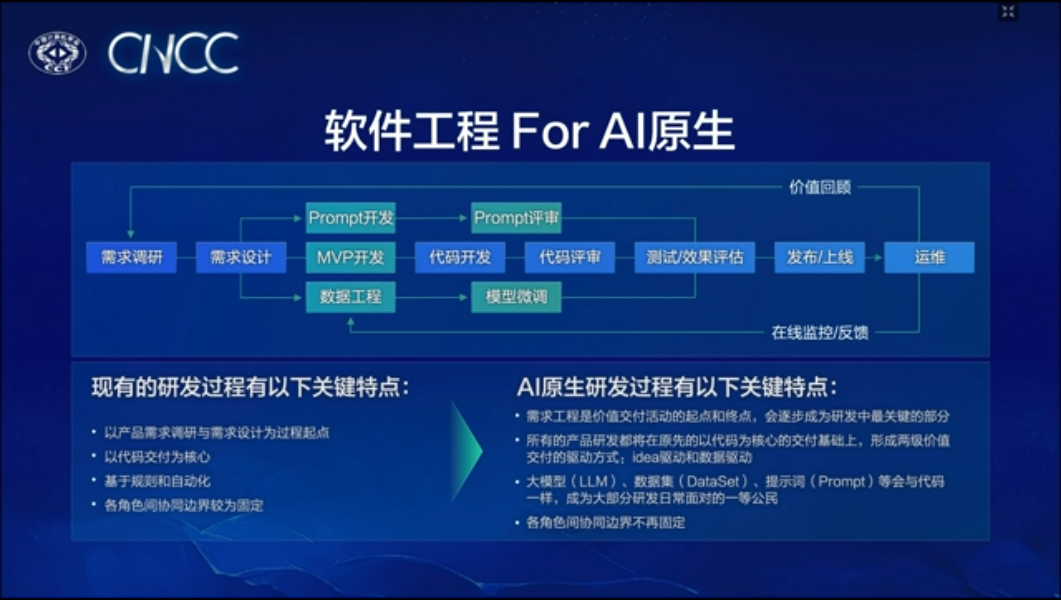 CNCC
软件工程 For AI原生
价值回顾
Prompt开发
Prompt评审
需求调研
需求设计
MVP开发
代码开发
代码评审
测试/效果评估
发布/上线
运维
数据工程
模型微调
在线监控/反馈
现有的研发过程有以下关键特点：
• 以产品需求调研与需求设计为过程起点
• 以代码交付为核心
• 基于规则和自动化
• 各角色间协同边界较为固定
AI原生研发过程有以下关键特点：
• 需求工程是价值交付活动的起点和终点，会逐步成为研发中最关键的部分
• 所有的产品研发都将在原先的以代码为核心的交付基础上，形成两级价值
交付的驱动方式；idea驱动和数据驱动
• 大模型（LLM）、数据集（DataSet）、提示词（Prompt）等会与代码
一样，成为大部分研发日常面对的一等公民
• 各角色间协同边界不再固定